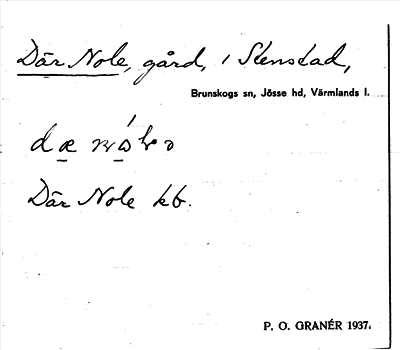 Där Nole, gård, i Stenstad,
Brunskogs sn, Jösse hd, Värmlands l.
Där Nole kb.
P. O. GRANÉR 1937.